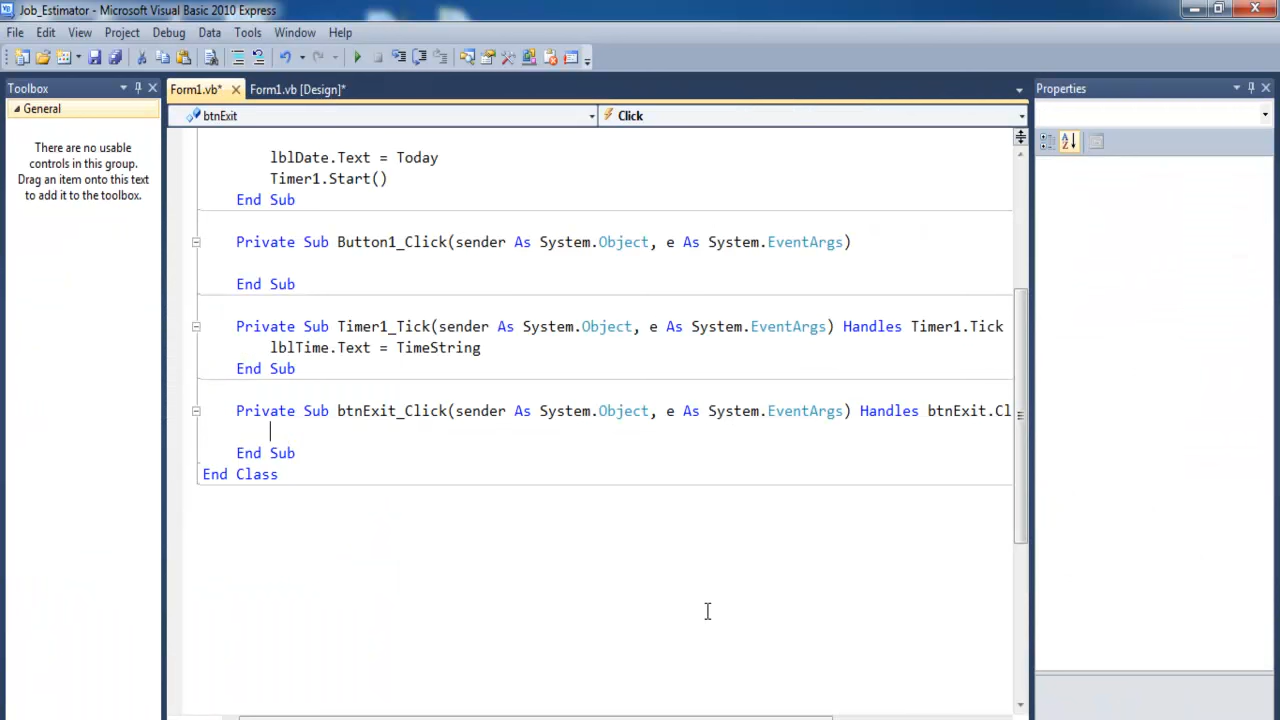 Job_Estimator - Microsoft Visual Basic 2010 Express
File Edit View Project Debug Data Tools Window Help
Toolbox
General
There are no usable
controls in this group.
Drag an item onto this text
to add it to the toolbox.
Form1.vb* Form1.vb [Design]*
btnExit Click
lblDate.Text = Today
Timer1.Start()
End Sub
Private Sub Button1_Click(sender As System.Object, e As System.EventArgs)
End Sub
Private Sub Timer1_Tick(sender As System.Object, e As System.EventArgs) Handles Timer1.Tick
lblTime.Text = TimeString
End Sub
Private Sub btnExit_Click(sender As System.Object, e As System.EventArgs) Handles btnExit.Cl
End Sub
End Class
Properties